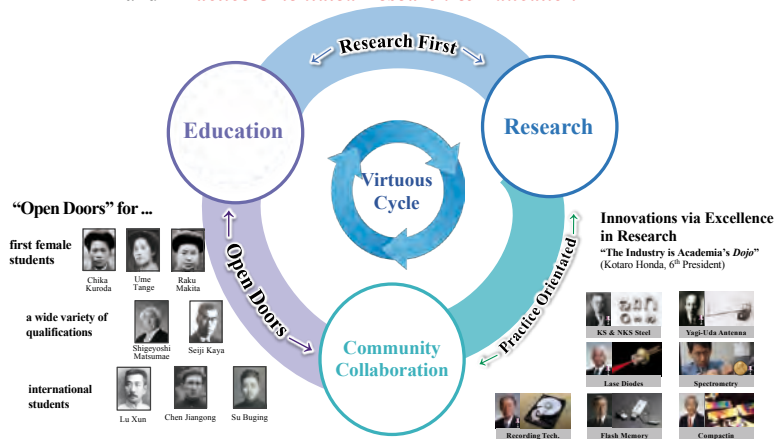 Research First
Education
Research
Virtuous
Cycle
Open Doors
Practice Orientated
Community
Collaboration
“Open Doors” for ...
first female
students
Chika
Kuroda
Ume
Tange
Raku
Makita
a wide variety of
qualifications
Shigeyoshi
Matsumae
Seiji Kaya
international
students
Lu Xun
Chen Jiangong
Su Buging
Innovations via Excellence
in Research
“The Industry is Academia’s Dojo”
(Kotaro Honda, 6th President)
KS & NKS Steel
Yagi-Uda Antenna
Lase Diodes
Spectrometry
Recording Tech.
Flash Memory
Compactin